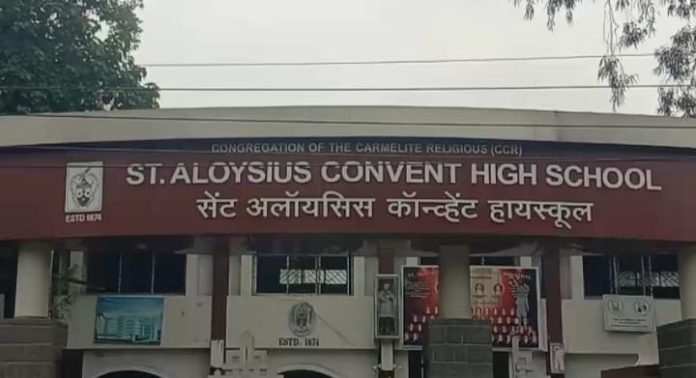 CONGREGATION OF THE CARMELITE RELIGIOUS (CCR)
ST. ALOYSIUS CONVENT HIGH SCHOOL
सेंट अलॉयसिस कॉन्व्हेंट हायस्कूल
ESTD 1874
ESTD. 1874